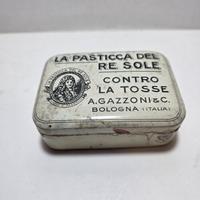 LA PASTICCA DEL
RE SOLE
CONTRO
LA TOSSE
A. GAZZONI & C.
BOLOGNA (ITALIA)